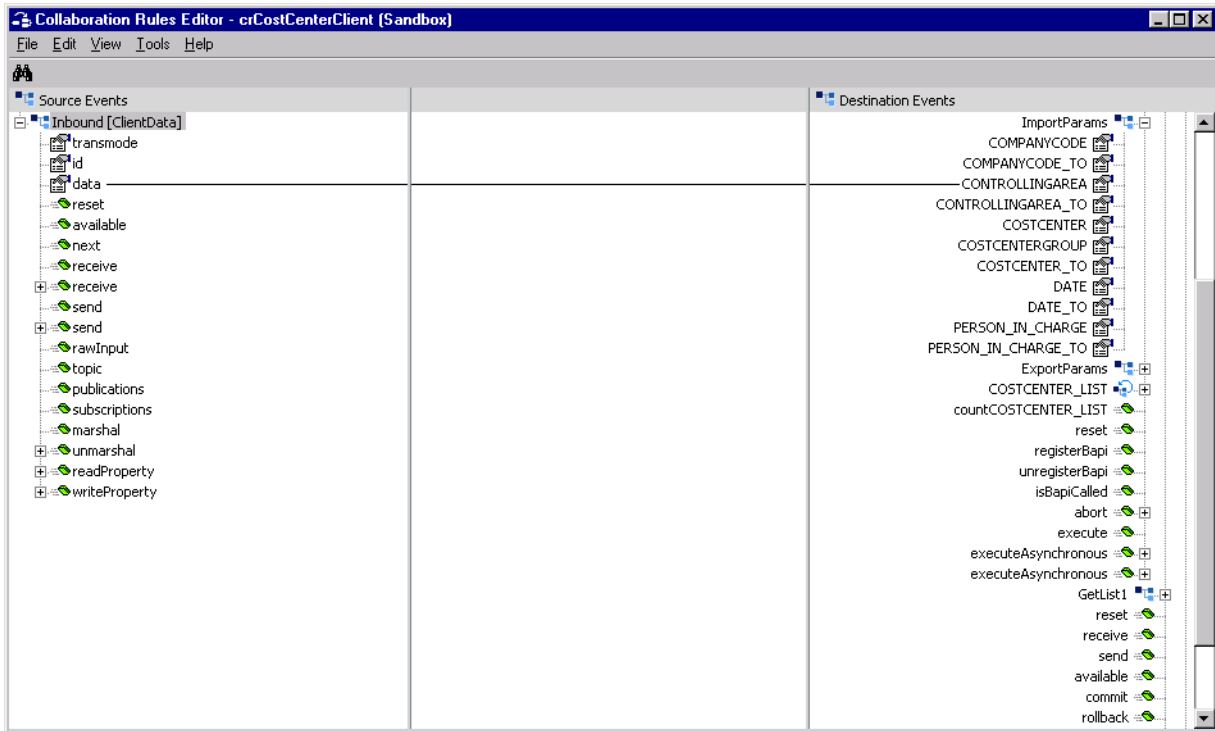 Collaboration Rules Editor - crCostCenterClient (Sandbox)
File Edit View Tools Help
Source Events
Destination Events
Inbound [ClientData]
transmode
id
data
reset
available
next
receive
receive
send
send
rawInput
topic
publications
subscriptions
marshal
unmarshal
readProperty
writeProperty
ImportParams
COMPANYCODE
COMPANYCODE_TO
CONTROLLINGAREA
CONTROLLINGAREA_TO
COSTCENTER
COSTCENTERGROUP
COSTCENTER_TO
DATE
DATE_TO
PERSON_IN_CHARGE
PERSON_IN_CHARGE_TO
ExportParams
COSTCENTER_LIST
countCOSTCENTER_LIST
reset
registerBapi
unregisterBapi
isBapiCalled
abort
execute
executeAsynchronous
executeAsynchronous
GetList1
reset
receive
send
available
commit
rollback